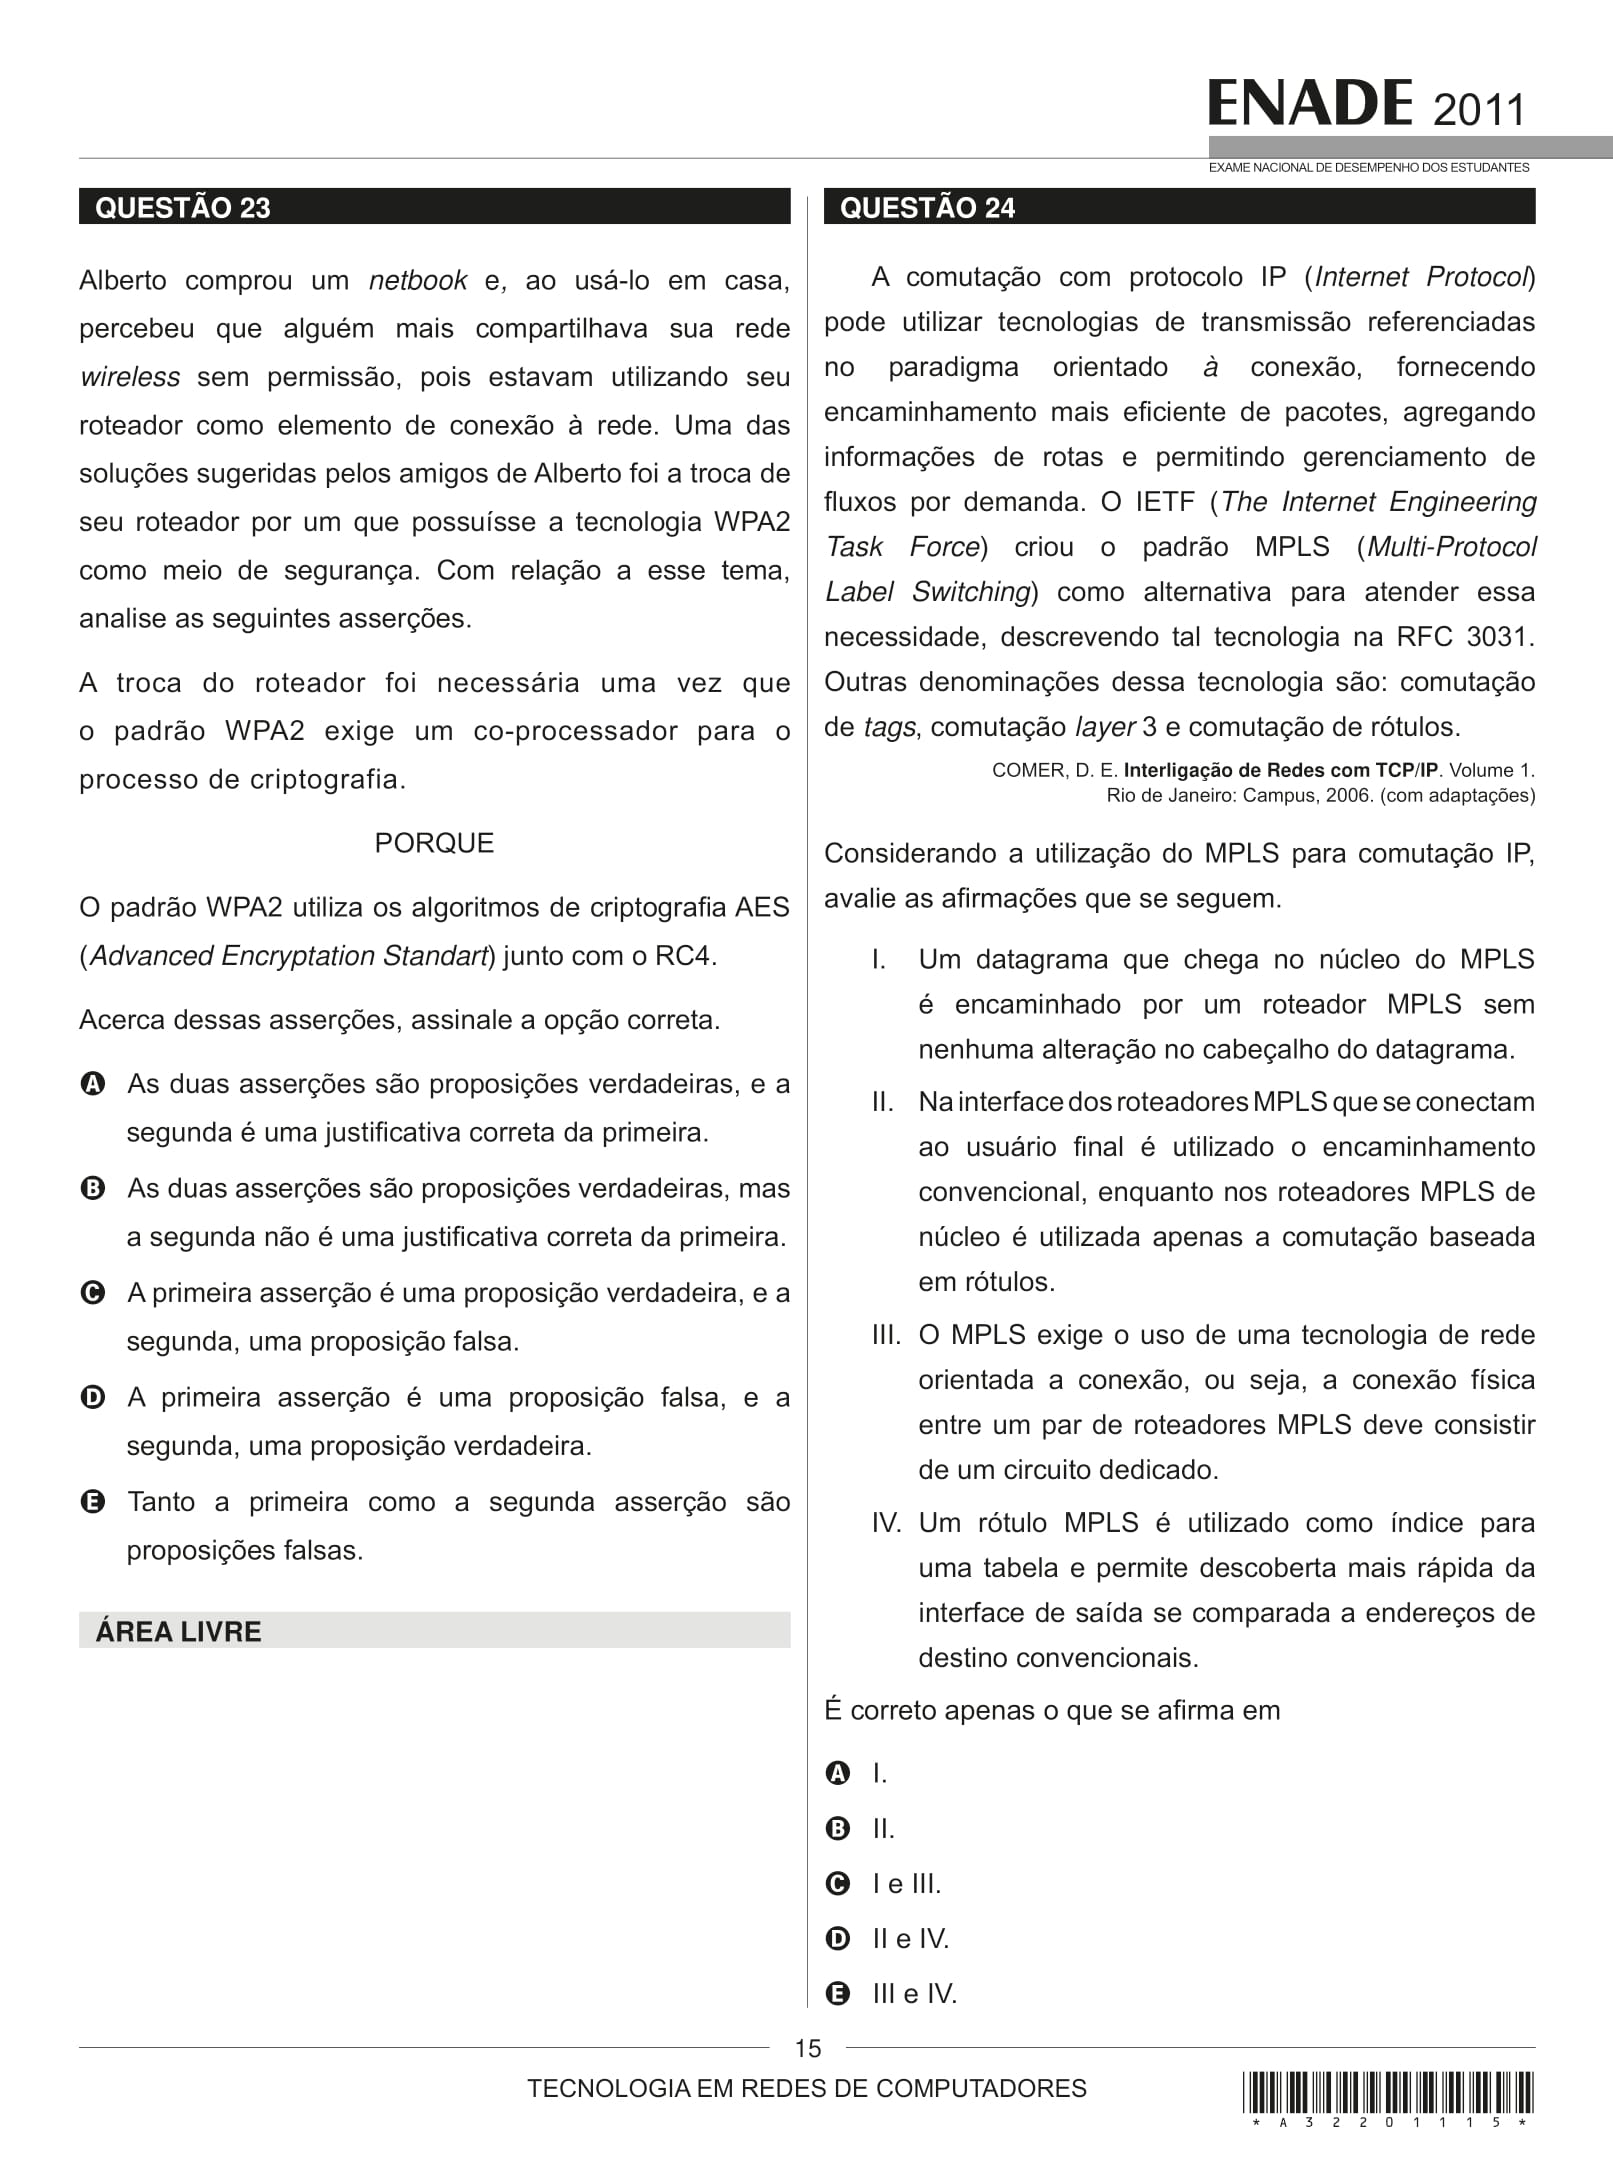 ENADE 2011
EXAME NACIONAL DE DESEMPENHO DOS ESTUDANTES
QUESTÃO 23
Alberto comprou um netbook e, ao usá-lo em casa,
percebeu que alguém mais compartilhava sua rede
wireless sem permissão, pois estavam utilizando seu
roteador como elemento de conexão à rede. Uma das
soluções sugeridas pelos amigos de Alberto foi a troca de
seu roteador por um que possuísse a tecnologia WPA2
como meio de segurança. Com relação a esse tema,
analise as seguintes asserções.
A troca do roteador foi necessária uma vez que
o padrão WPA2 exige um co-processador para o
processo de criptografia.
PORQUE
O padrão WPA2 utiliza os algoritmos de criptografia AES
(Advanced Encryptation Standart) junto com o RC4.
Acerca dessas asserções, assinale a opção correta.
A As duas asserções são proposições verdadeiras, e a
segunda é uma justificativa correta da primeira.
B As duas asserções são proposições verdadeiras, mas
a segunda não é uma justificativa correta da primeira.
C A primeira asserção é uma proposição verdadeira, e a
segunda, uma proposição falsa.
D A primeira asserção é uma proposição falsa, e a
segunda, uma proposição verdadeira.
E Tanto a primeira como a segunda asserção são
proposições falsas.
ÁREA LIVRE
QUESTÃO 24
A comutação com protocolo IP (Internet Protocol)
pode utilizar tecnologias de transmissão referenciadas
no paradigma orientado à conexão, fornecendo
encaminhamento mais eficiente de pacotes, agregando
informações de rotas e permitindo gerenciamento de
fluxos por demanda. O IETF (The Internet Engineering
Task Force) criou o padrão MPLS (Multi-Protocol
Label Switching) como alternativa para atender essa
necessidade, descrevendo tal tecnologia na RFC 3031.
Outras denominações dessa tecnologia são: comutação
de tags, comutação layer 3 e comutação de rótulos.
COMER, D. E. Interligação de Redes com TCP/IP. Volume 1.
Rio de Janeiro: Campus, 2006. (com adaptações)
Considerando a utilização do MPLS para comutação IP,
avalie as afirmações que se seguem.
I. Um datagrama que chega no núcleo do MPLS
é encaminhado por um roteador MPLS sem
nenhuma alteração no cabeçalho do datagrama.
II. Na interface dos roteadores MPLS que se conectam
ao usuário final é utilizado o encaminhamento
convencional, enquanto nos roteadores MPLS de
núcleo é utilizada apenas a comutação baseada
em rótulos.
III. O MPLS exige o uso de uma tecnologia de rede
orientada a conexão, ou seja, a conexão física
entre um par de roteadores MPLS deve consistir
de um circuito dedicado.
IV. Um rótulo MPLS é utilizado como índice para
uma tabela e permite descoberta mais rápida da
interface de saída se comparada a endereços de
destino convencionais.
É correto apenas o que se afirma em
A I.
B II.
C I e III.
D II e IV.
E III e IV.
15
TECNOLOGIA EM REDES DE COMPUTADORES
* A 3 2 2 0 1 1 1 5 *